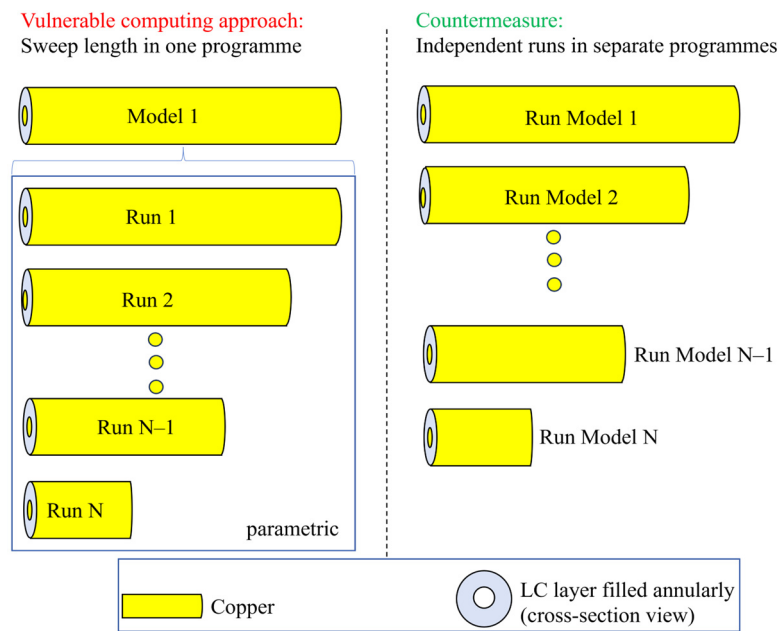 Vulnerable computing approach:
Sweep length in one programme
Model 1
Run 1
Run 2
Run N–1
Run N
parametric
Countermeasure:
Independent runs in separate programmes
Run Model 1
Run Model 2
Run Model N–1
Run Model N
Copper
LC layer filled annularly
(cross-section view)